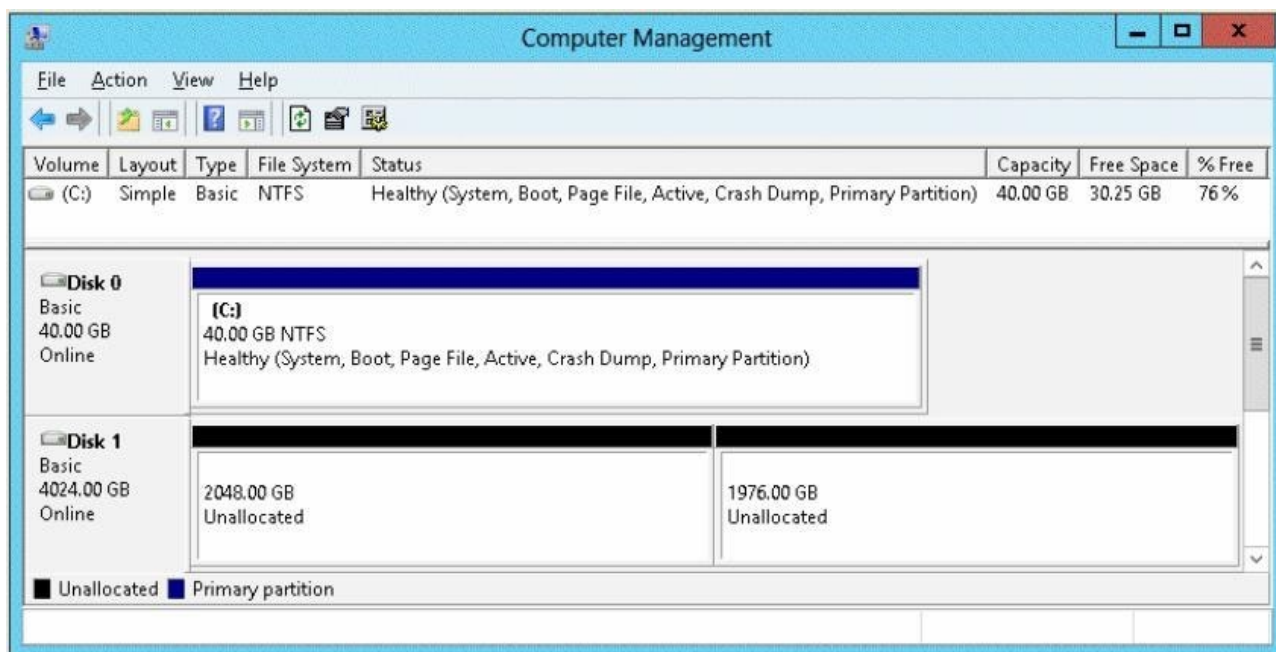 Computer Management
File Action View Help
Volume Layout Type File System Status Capacity Free Space % Free
(C:) Simple Basic NTFS Healthy (System, Boot, Page File, Active, Crash Dump, Primary Partition) 40.00 GB 30.25 GB 76 %
Disk 0
Basic
40.00 GB
Online
(C:)
40.00 GB NTFS
Healthy (System, Boot, Page File, Active, Crash Dump, Primary Partition)
Disk 1
Basic
4024.00 GB
Online
2048.00 GB
Unallocated
1976.00 GB
Unallocated
Unallocated Primary partition